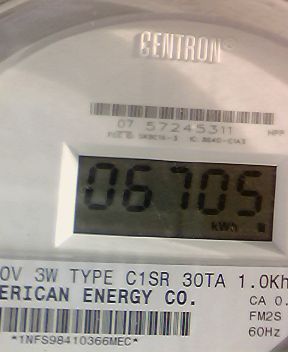 CENTRON®
07 57245311
HPP
06705
kWh
0V 3W TYPE C1SR 30TA 1.0Kh
ERICAN ENERGY CO.
CA 0.
FM2S
60Hz
*1NFS98410366MEC*